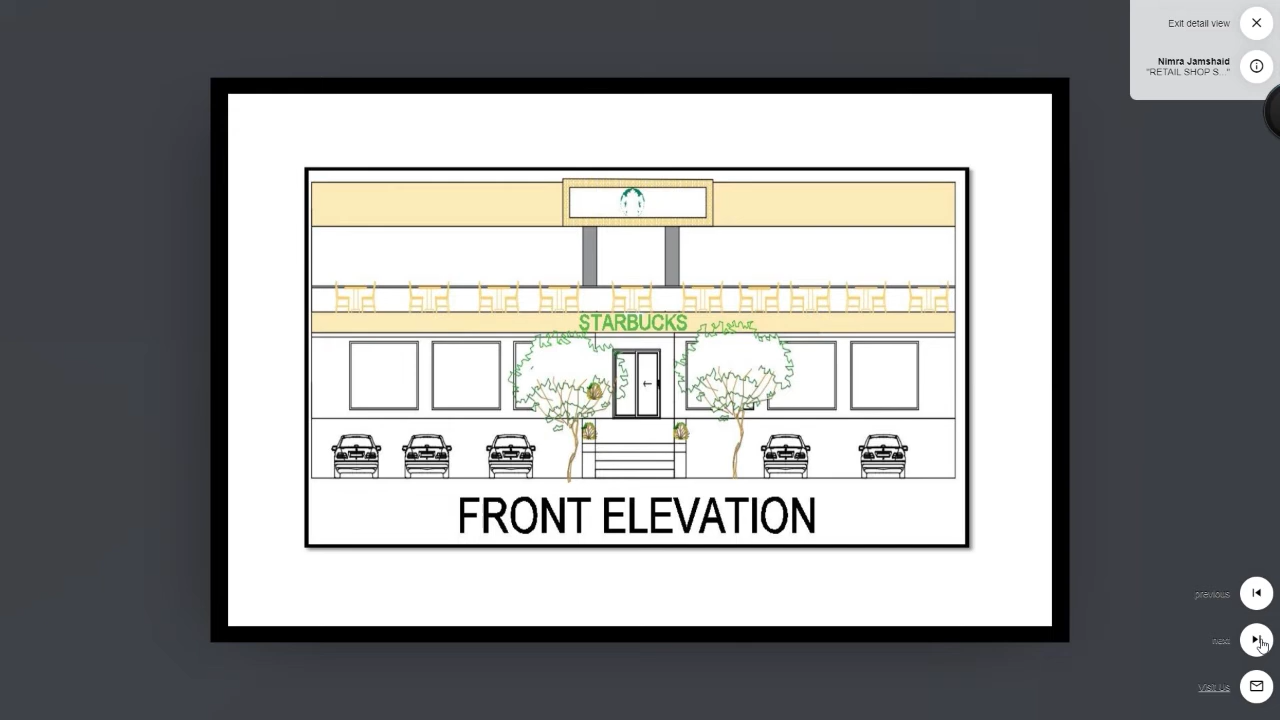 Exit detail view
Nimra Jamshaid
"RETAIL SHOP S..."
STARBUCKS
FRONT ELEVATION
previous
next
Visit Us